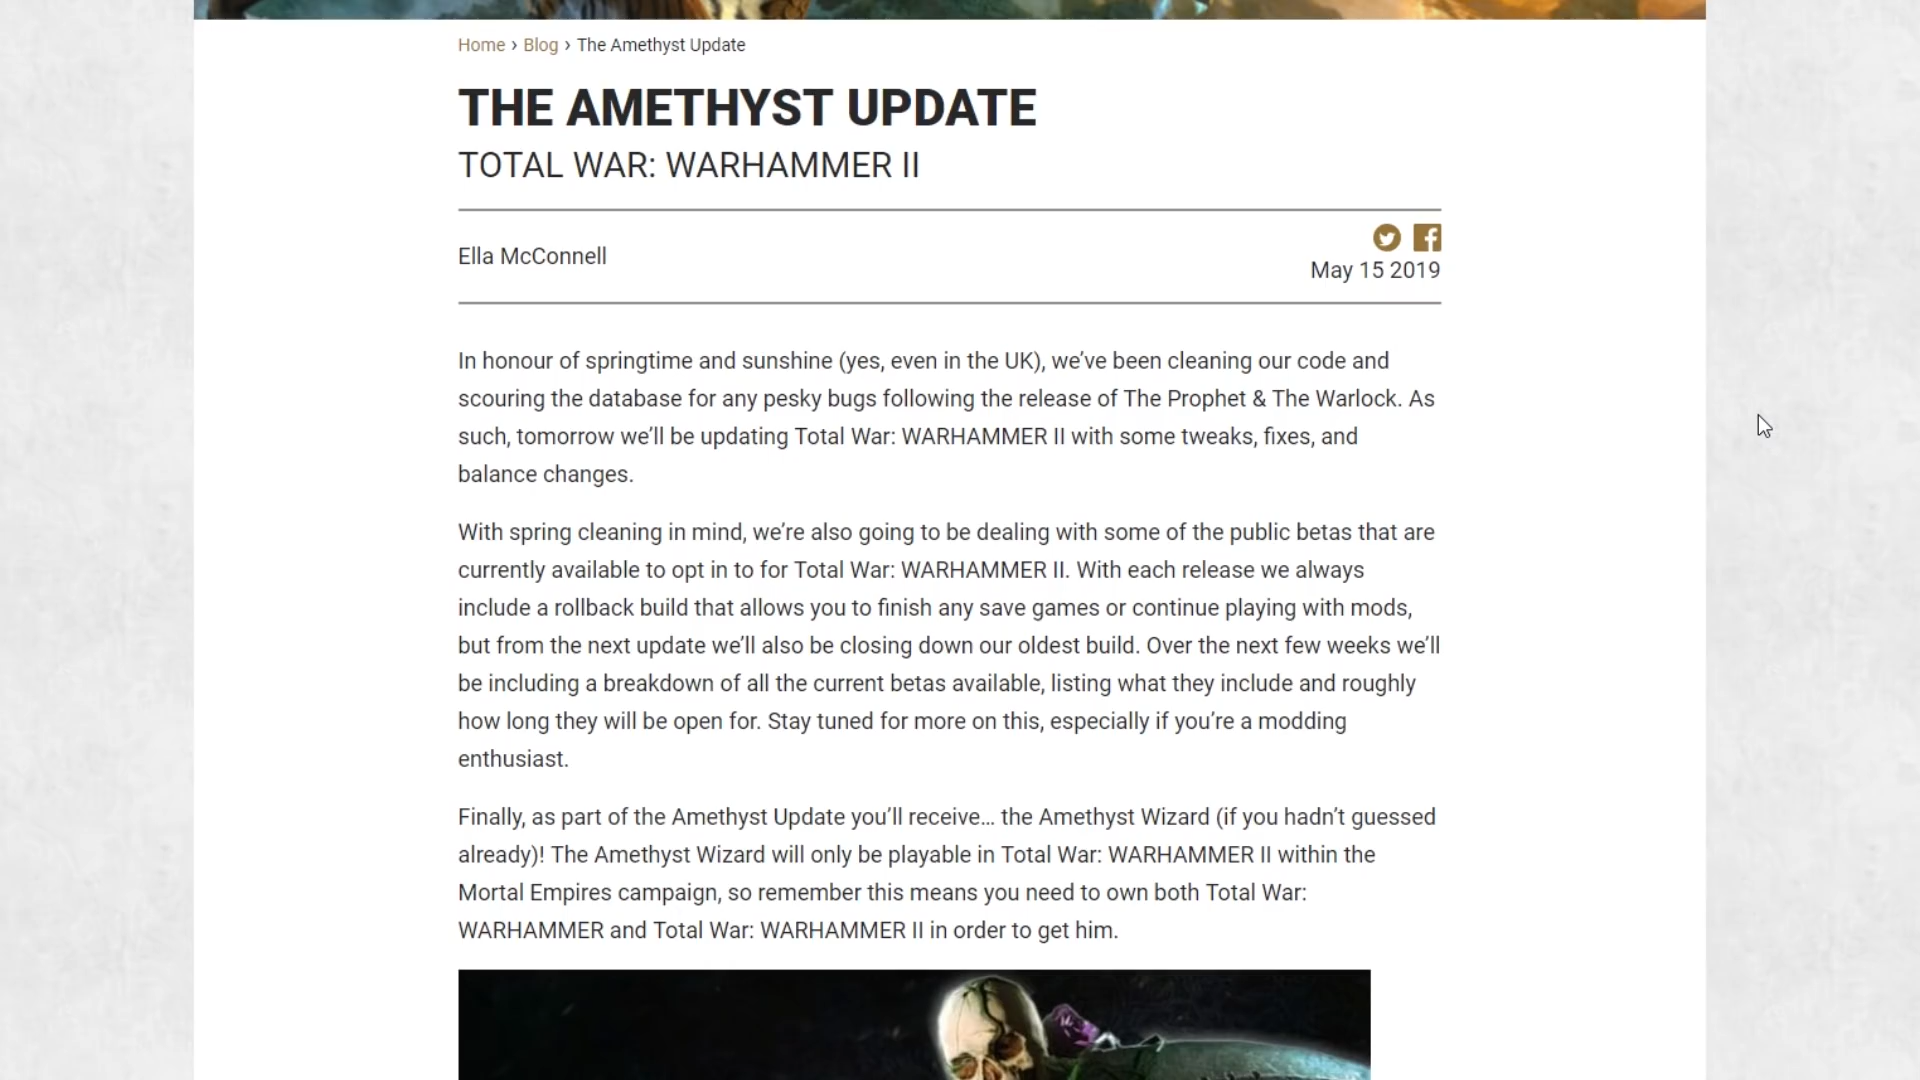 Home › Blog › The Amethyst Update
THE AMETHYST UPDATE
TOTAL WAR: WARHAMMER II
Ella McConnell
May 15 2019
In honour of springtime and sunshine (yes, even in the UK), we’ve been cleaning our code and
scouring the database for any pesky bugs following the release of The Prophet & The Warlock. As
such, tomorrow we’ll be updating Total War: WARHAMMER II with some tweaks, fixes, and
balance changes.
With spring cleaning in mind, we’re also going to be dealing with some of the public betas that are
currently available to opt in to for Total War: WARHAMMER II. With each release we always
include a rollback build that allows you to finish any save games or continue playing with mods,
but from the next update we’ll also be closing down our oldest build. Over the next few weeks we’ll
be including a breakdown of all the current betas available, listing what they include and roughly
how long they will be open for. Stay tuned for more on this, especially if you’re a modding
enthusiast.
Finally, as part of the Amethyst Update you’ll receive… the Amethyst Wizard (if you hadn’t guessed
already)! The Amethyst Wizard will only be playable in Total War: WARHAMMER II within the
Mortal Empires campaign, so remember this means you need to own both Total War:
WARHAMMER and Total War: WARHAMMER II in order to get him.